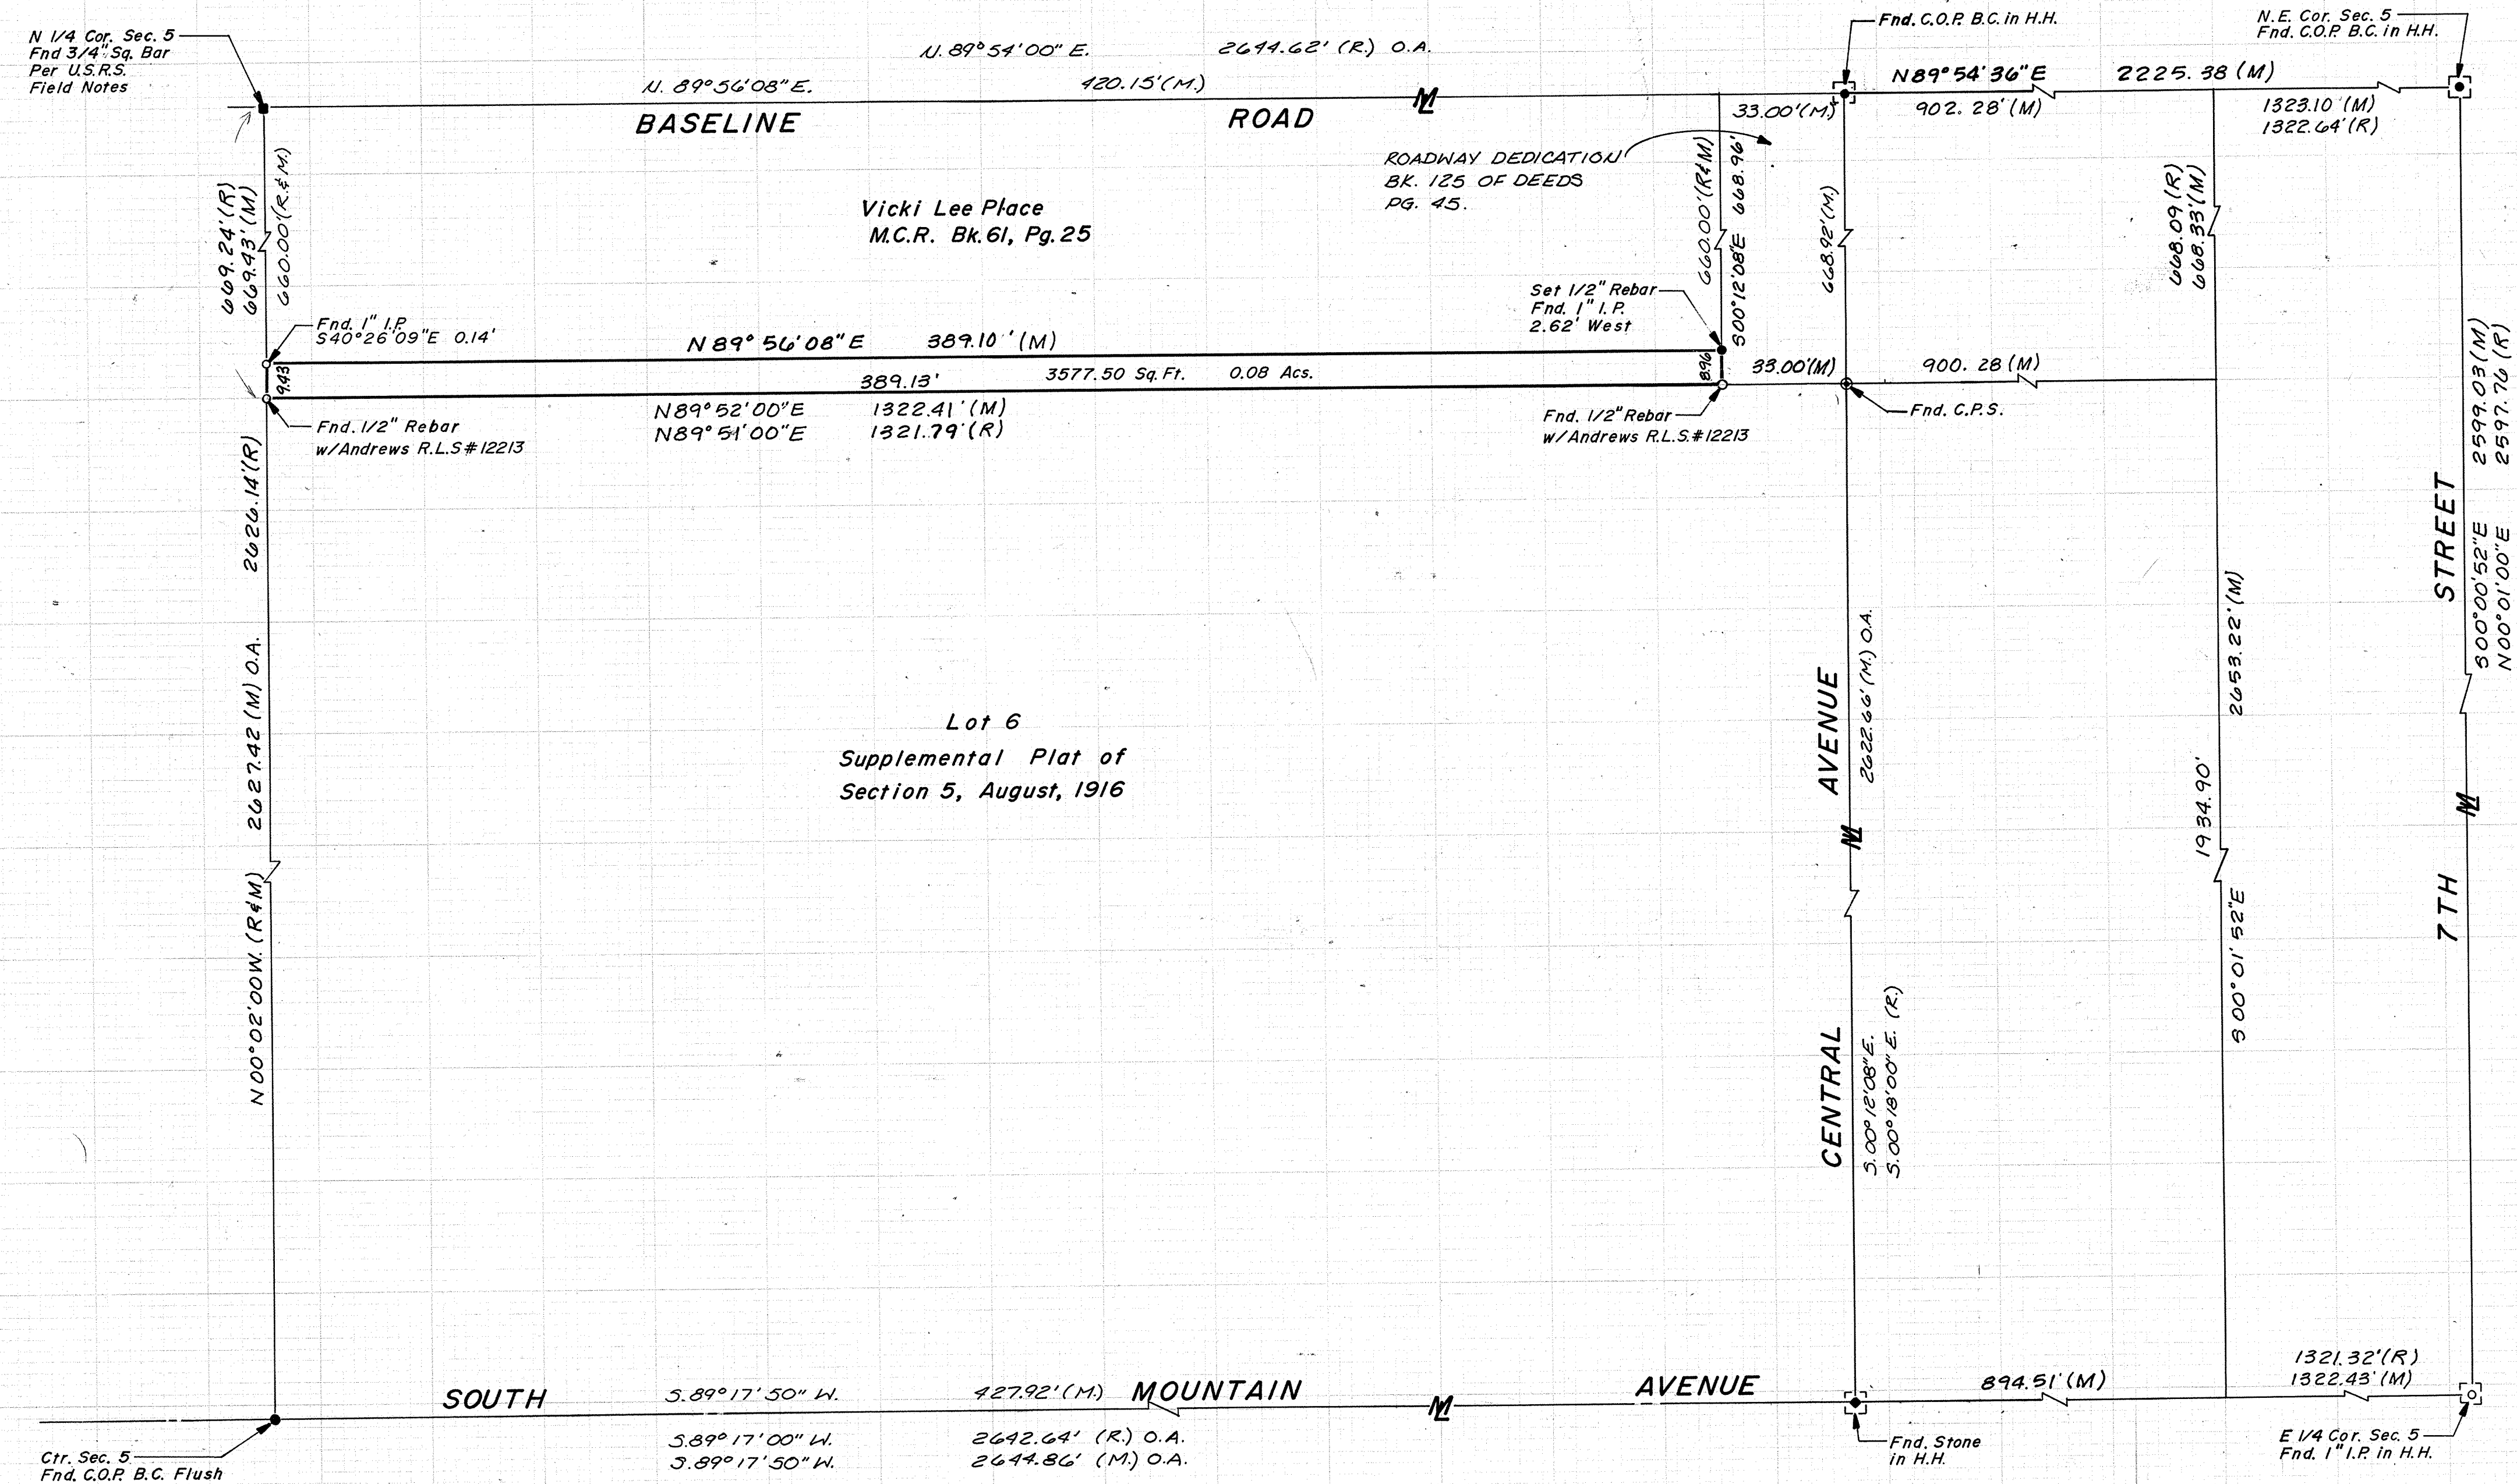 N 1/4 Cor. Sec. 5
Fnd 3/4" Sq. Bar
Per U.S.R.S.
Field Notes
N. 89°54'00" E. 2644.62' (R.) O.A.
N. 89°56'08" E. 420.15' (M.)
BASELINE ROAD
Fnd. C.O.P. B.C. in H.H.
N.E. Cor. Sec. 5
Fnd. C.O.P. B.C. in H.H.
N89°54'36"E 2225.38 (M)
33.00' (M.)
902.28' (M)
1323.10' (M)
1322.64' (R)
ROADWAY DEDICATION
BK. 125 OF DEEDS
PG. 45.
Vicki Lee Place
M.C.R. Bk. 61, Pg. 25
669.24' (R)
669.43' (M)
660.00' (R.&M.)
660.00' (R&M)
S00°12'08"E 668.96'
668.92' (M.)
668.09 (R)
668.33' (M)
Fnd. 1" I.P.
S40°26'09"E 0.14'
Set 1/2" Rebar
Fnd. 1" I.P.
2.62' West
N89°56'08"E 389.10' (M)
9.43'
389.13'
3577.50 Sq.Ft. 0.08 Acs.
8.96'
33.00' (M)
900.28 (M)
N89°52'00"E 1322.41' (M)
N89°51'00"E 1321.79' (R)
Fnd. 1/2" Rebar
w/Andrews R.L.S #12213
Fnd. 1/2" Rebar
w/Andrews R.L.S. #12213
Fnd. C.P.S.
2626.14' (R)
2627.42 (M) O.A.
N00°02'00W. (R&M)
Lot 6
Supplemental Plat of
Section 5, August, 1916
CENTRAL AVENUE
2622.66' (M.) O.A.
S.00°12'08"E.
S.00°18'00" E. (R.)
2653.22' (M)
1934.90'
S00°01'52"E
7TH STREET
S00°00'52"E 2599.03 (M)
N00°01'00"E 2597.76 (R)
SOUTH MOUNTAIN AVENUE
S.89°17'50" W. 427.92' (M.)
S.89°17'00" W. 2642.64' (R.) O.A.
S.89°17'50" W. 2644.86' (M.) O.A.
894.51' (M)
1321.32' (R)
1322.43' (M)
Ctr. Sec. 5
Fnd. C.O.P. B.C. Flush
Fnd. Stone
in H.H.
E 1/4 Cor. Sec. 5
Fnd. 1" I.P. in H.H.